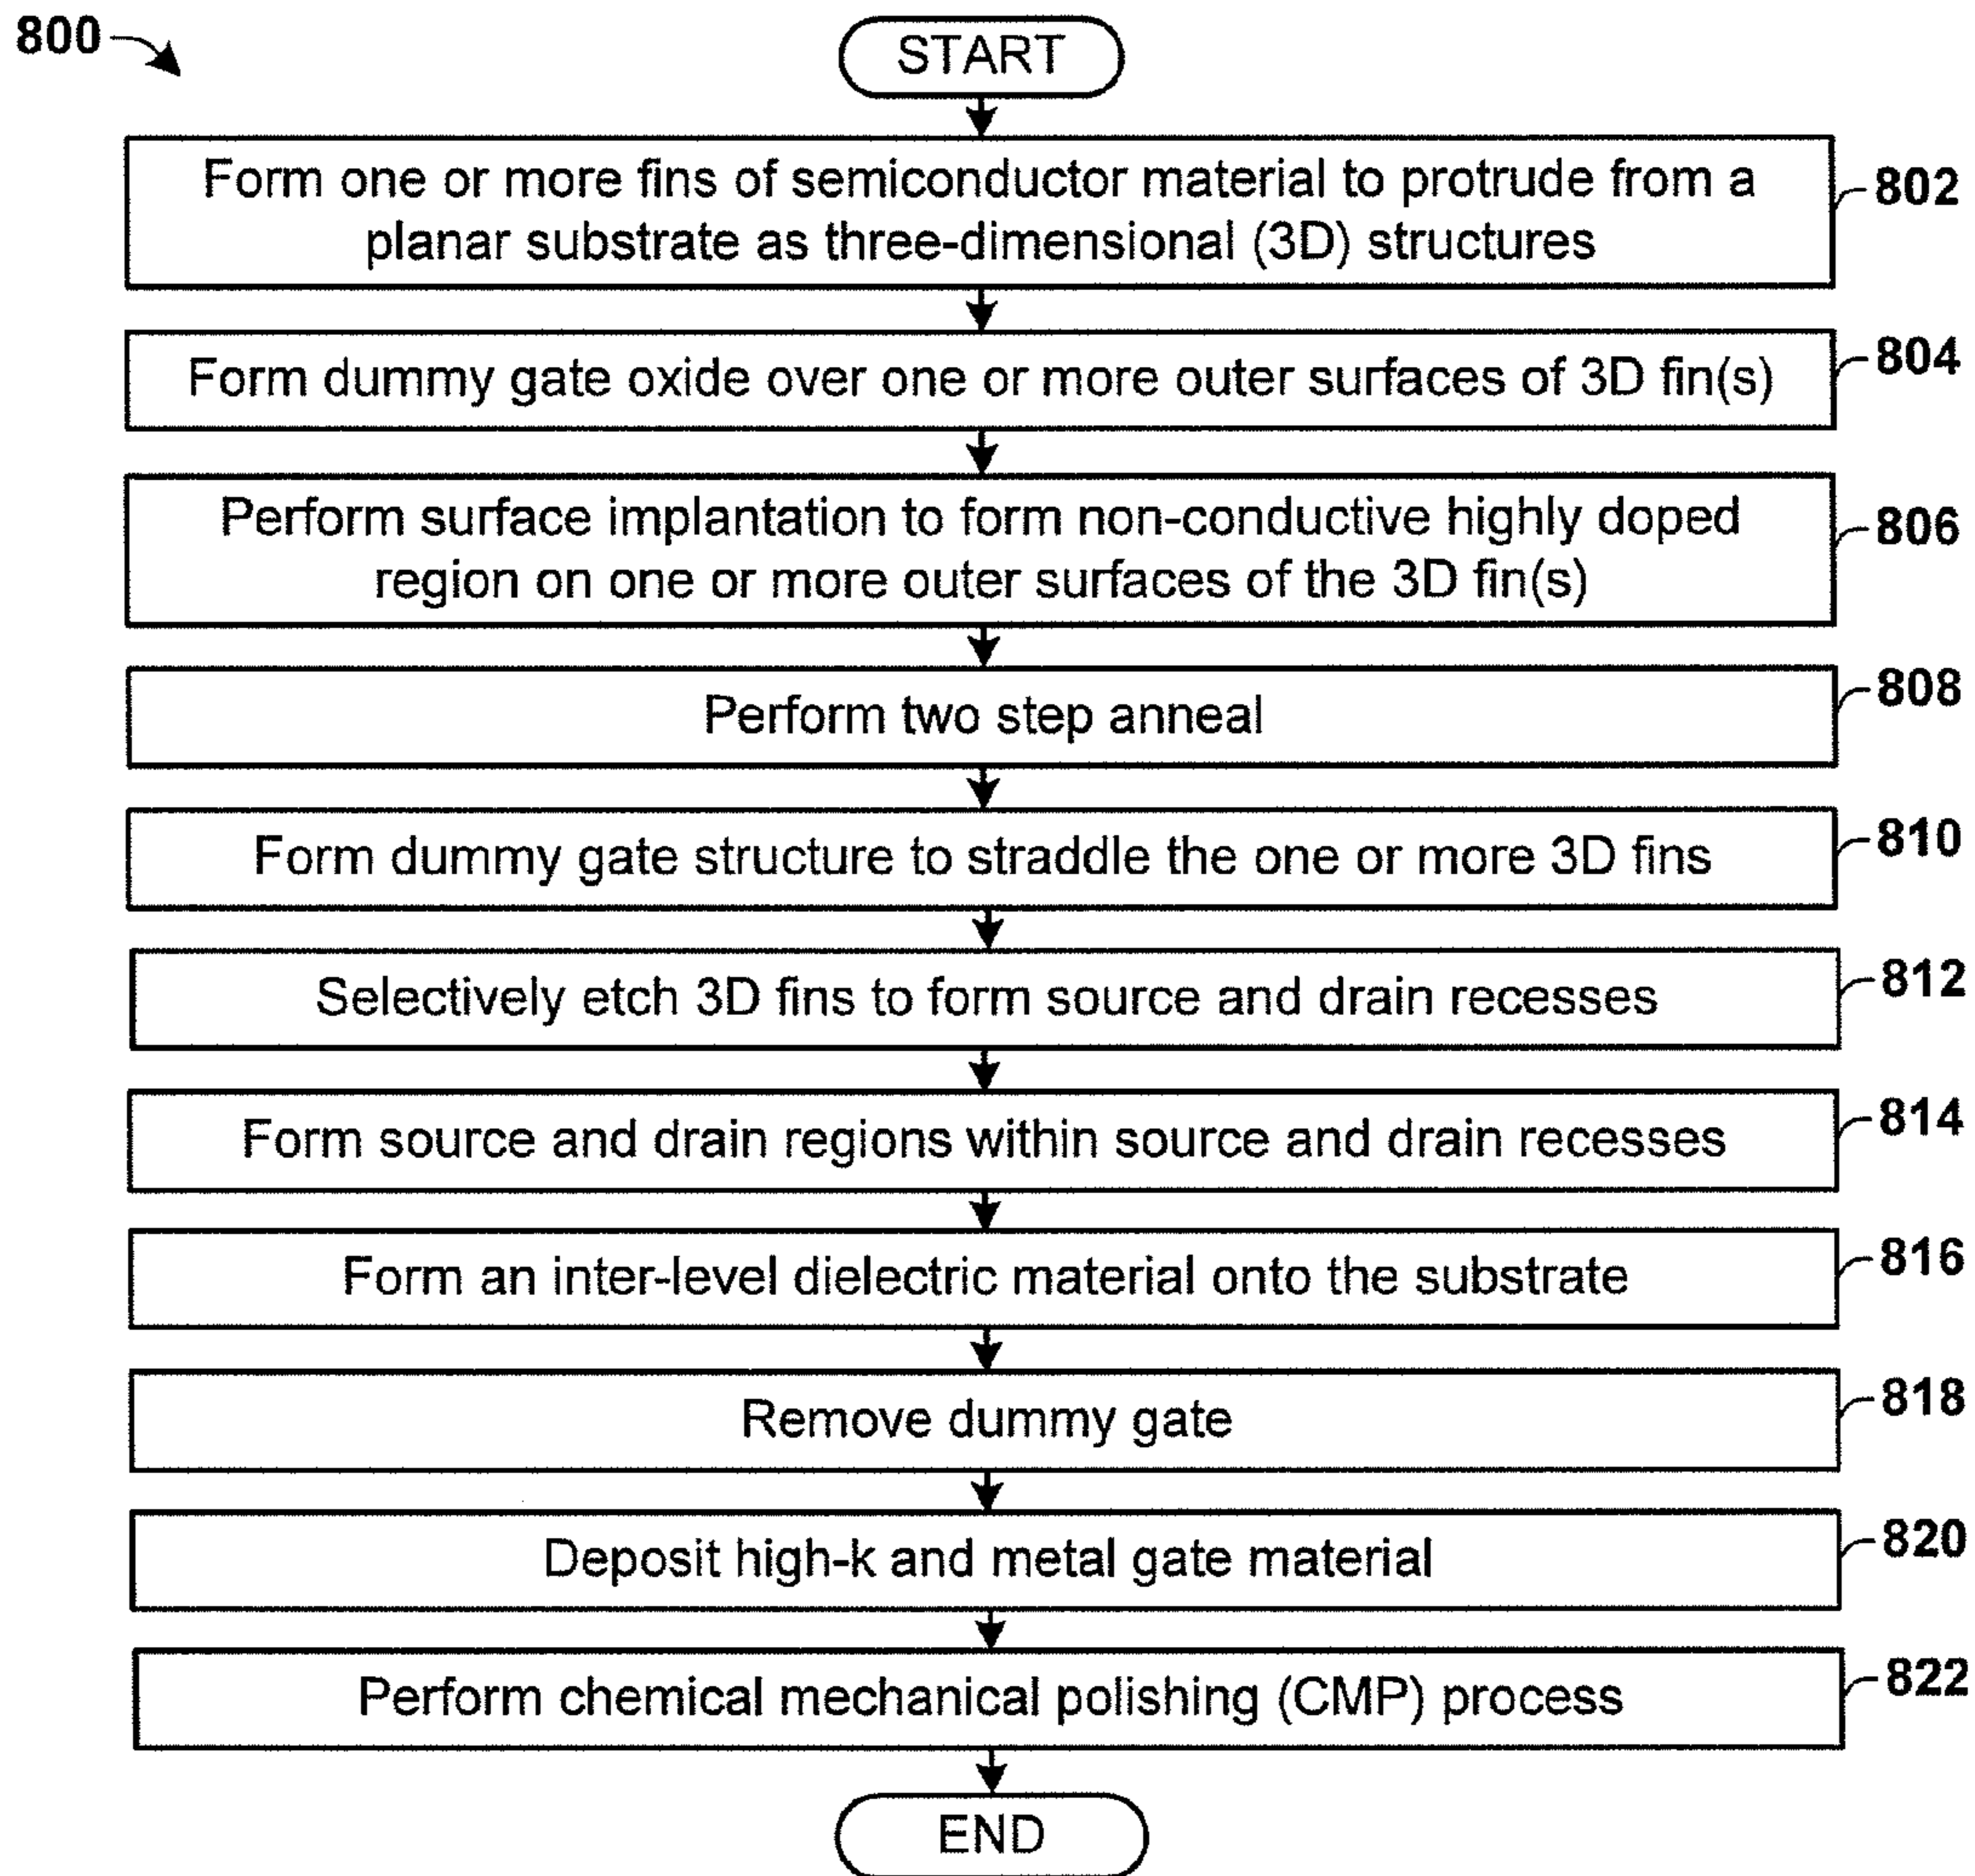 800
START
Form one or more fins of semiconductor material to protrude from a
planar substrate as three-dimensional (3D) structures
802
Form dummy gate oxide over one or more outer surfaces of 3D fin(s)
804
Perform surface implantation to form non-conductive highly doped
region on one or more outer surfaces of the 3D fin(s)
806
Perform two step anneal
808
Form dummy gate structure to straddle the one or more 3D fins
810
Selectively etch 3D fins to form source and drain recesses
812
Form source and drain regions within source and drain recesses
814
Form an inter-level dielectric material onto the substrate
816
Remove dummy gate
818
Deposit high-k and metal gate material
820
Perform chemical mechanical polishing (CMP) process
822
END